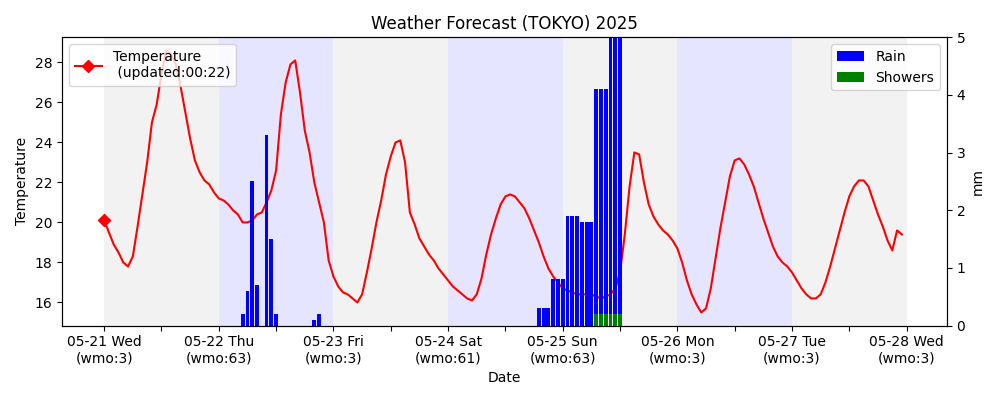 Weather Forecast (TOKYO) 2025
Temperature
(updated:00:22)
Rain
Showers
28
26
24
22
20
18
16
Temperature
5
4
3
2
1
0
mm
05-21 Wed
(wmo:3)
05-22 Thu
(wmo:63)
05-23 Fri
(wmo:3)
05-24 Sat
(wmo:61)
05-25 Sun
(wmo:63)
05-26 Mon
(wmo:3)
05-27 Tue
(wmo:3)
05-28 Wed
(wmo:3)
Date